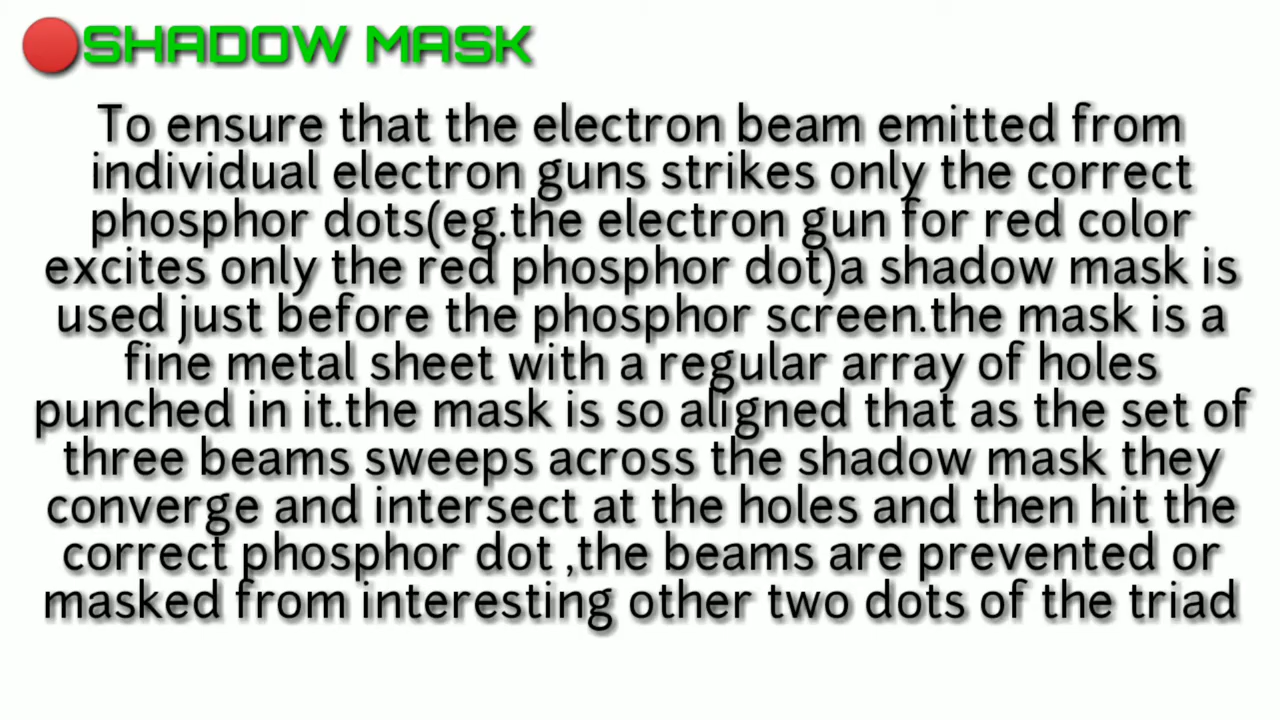 SHADOW MASK
To ensure that the electron beam emitted from
individual electron guns strikes only the correct
phosphor dots(eg.the electron gun for red color
excites only the red phosphor dot)a shadow mask is
used just before the phosphor screen.the mask is a
fine metal sheet with a regular array of holes
punched in it.the mask is so aligned that as the set of
three beams sweeps across the shadow mask they
converge and intersect at the holes and then hit the
correct phosphor dot ,the beams are prevented or
masked from interesting other two dots of the triad